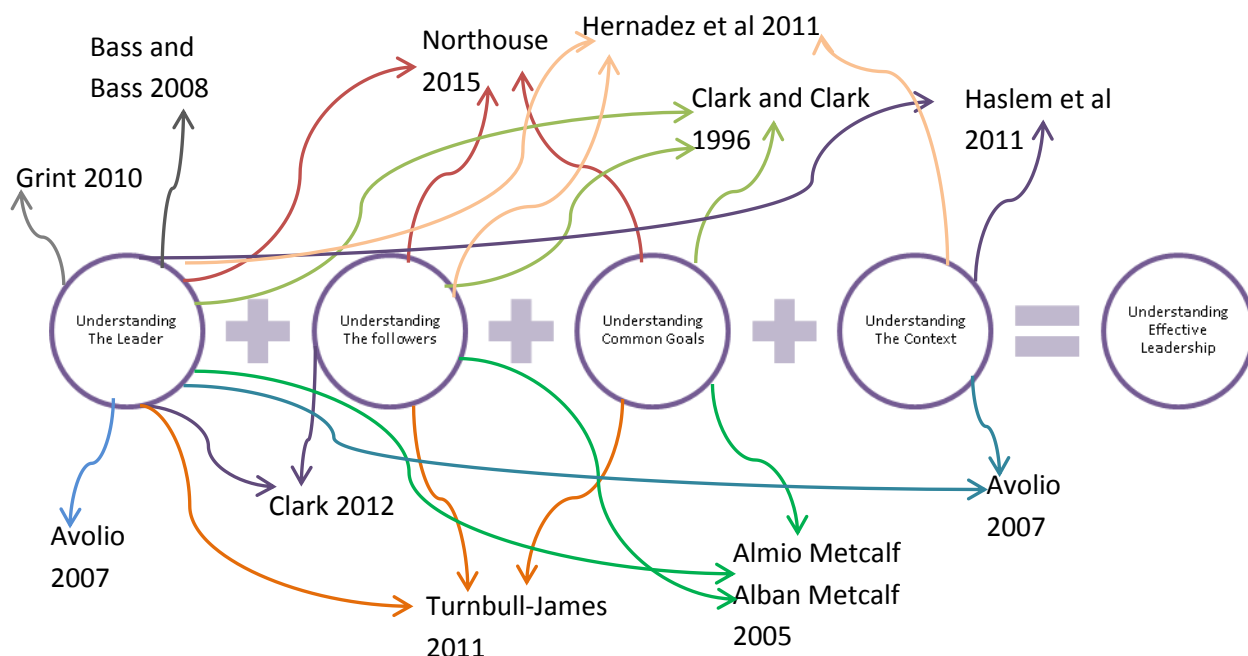 Hernadez et al 2011
Bass and
Bass 2008
Northouse
2015
Clark and Clark
1996
Haslem et al
2011
Grint 2010
Understanding
The Leader
Understanding
The followers
Understanding
Common Goals
Understanding
The Context
Understanding
Effective
Leadership
Avolio
2007
Clark 2012
Turnbull-James
2011
Almio Metcalf
Alban Metcalf
2005
Avolio
2007